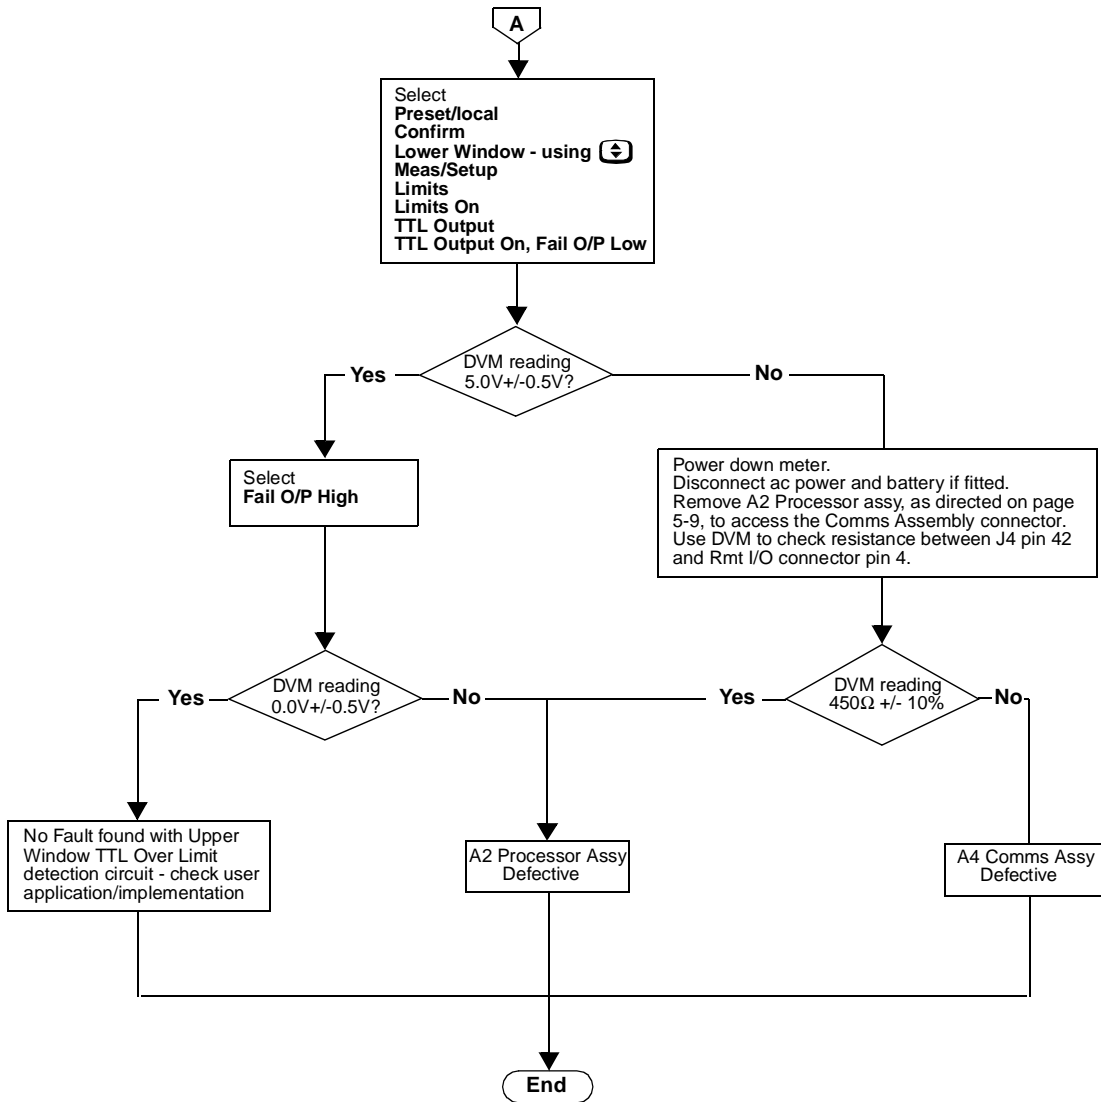 A
Select
Preset/local
Confirm
Lower Window - using
Meas/Setup
Limits
Limits On
TTL Output
TTL Output On, Fail O/P Low
DVM reading
5.0V+/-0.5V?
Yes
No
Select
Fail O/P High
Power down meter.
Disconnect ac power and battery if fitted.
Remove A2 Processor assy, as directed on page
5-9, to access the Comms Assembly connector.
Use DVM to check resistance between J4 pin 42
and Rmt I/O connector pin 4.
DVM reading
0.0V+/-0.5V?
Yes
No
DVM reading
450Ω +/- 10%
Yes
No
No Fault found with Upper
Window TTL Over Limit
detection circuit - check user
application/implementation
A2 Processor Assy
Defective
A4 Comms Assy
Defective
End